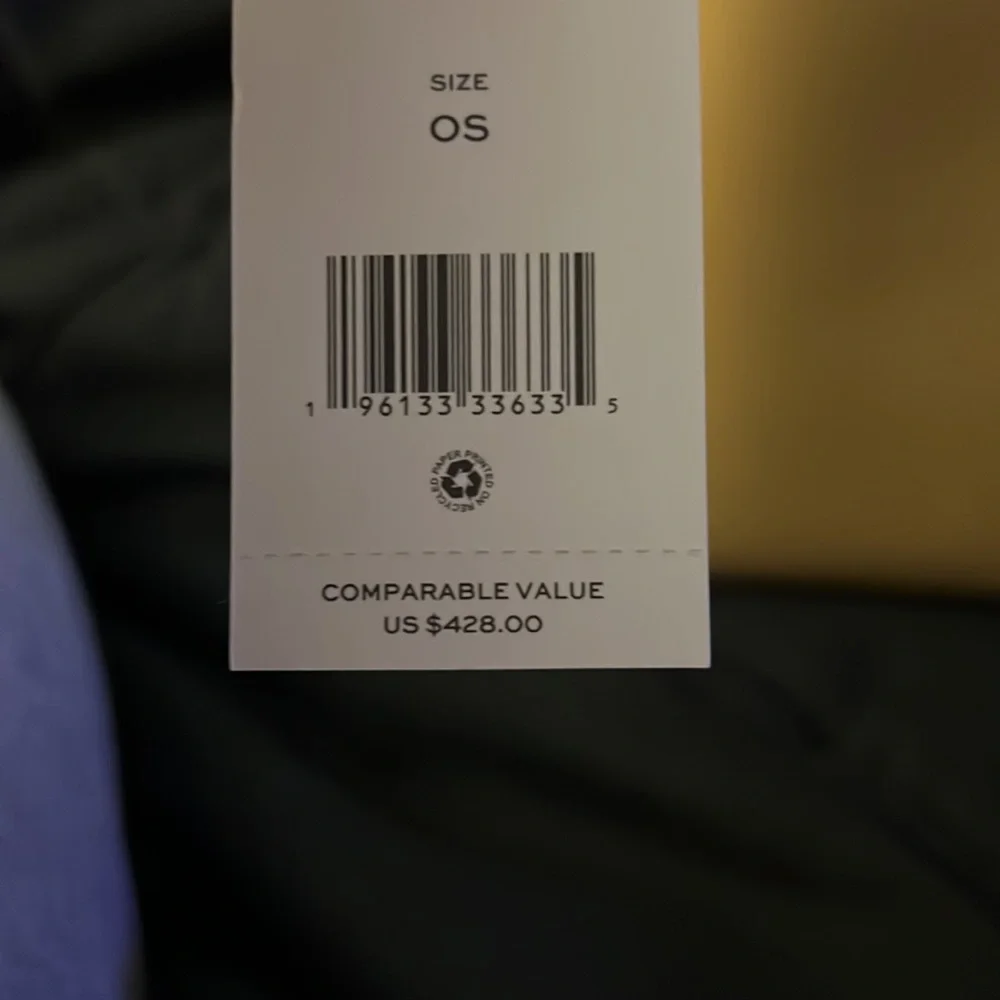 SIZE
OS
1 96133 33633 5
PAPER PRINTED ON RECYCLED
COMPARABLE VALUE
US $428.00